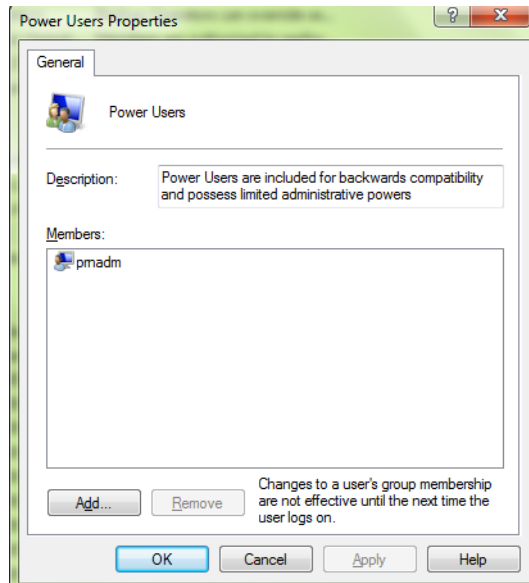 Power Users Properties
General
Power Users
Description:
Power Users are included for backwards compatibility
and possess limited administrative powers
Members:
pmadm
Add...
Remove
Changes to a user's group membership
are not effective until the next time the
user logs on.
OK
Cancel
Apply
Help